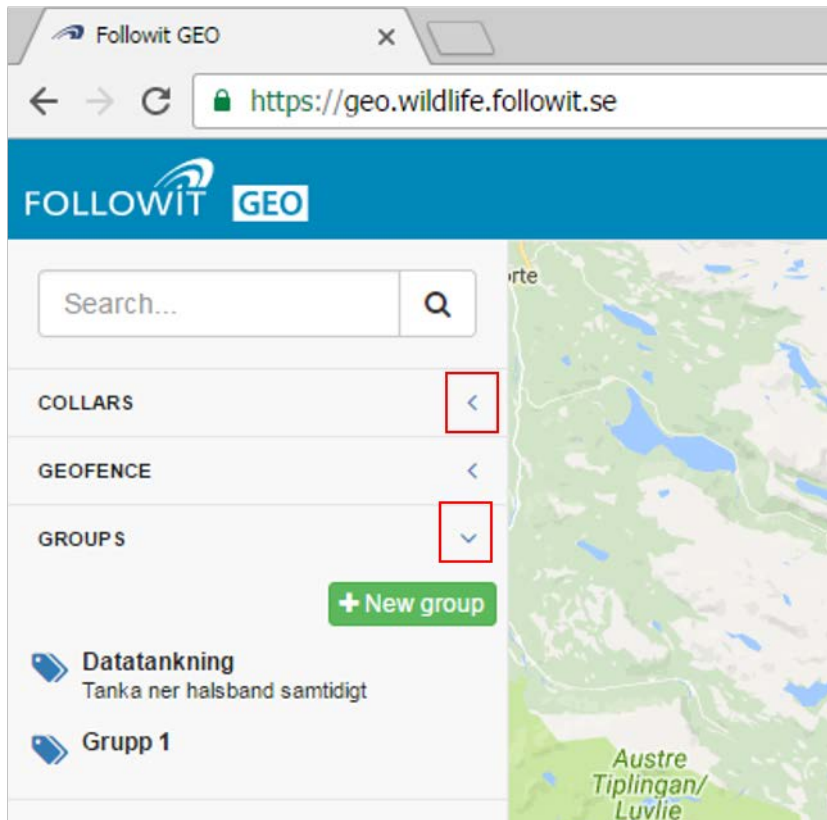 Followit GEO
https://geo.wildlife.followit.se
FOLLOWiT GEO
Search...
orte
COLLARS
GEOFENCE
GROUPS
+ New group
Datatankning
Tanka ner halsband samtidigt
Grupp 1
Austre
Tiplingan/
Luvlie